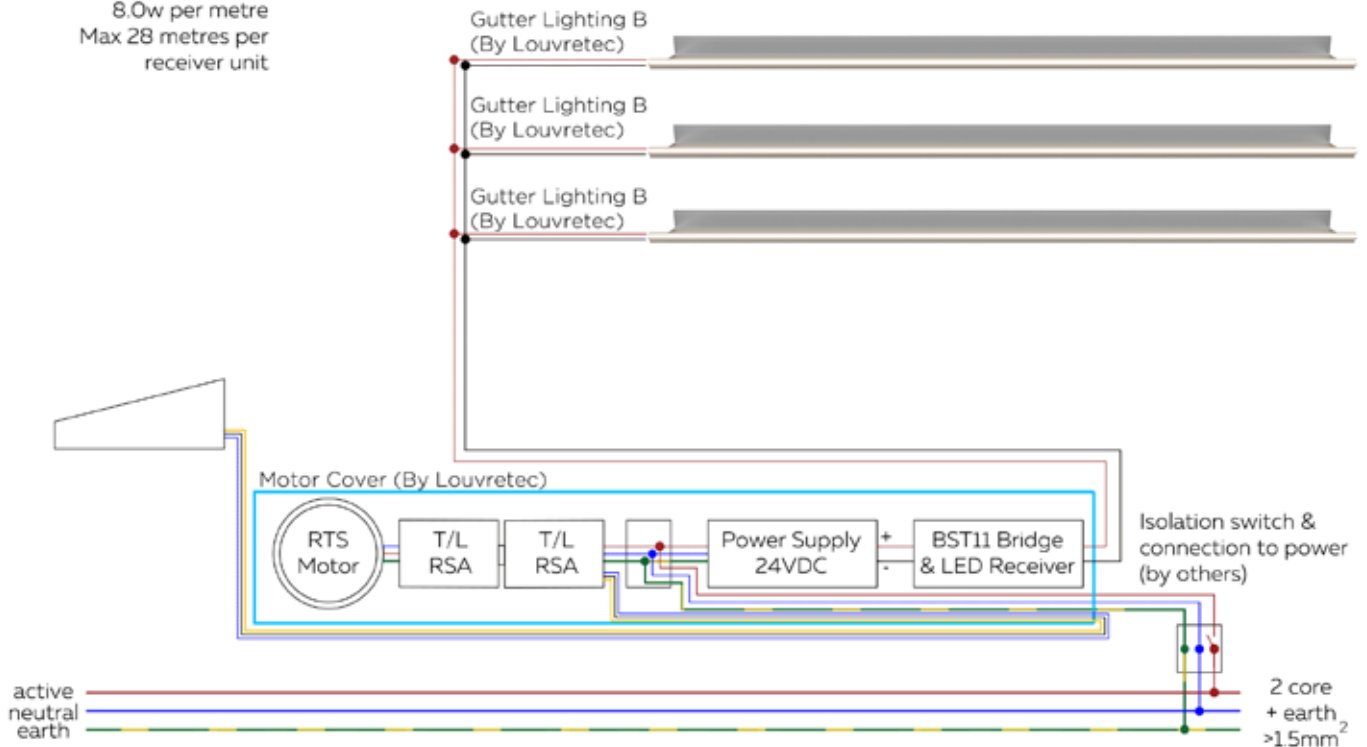 8.0w per metre
Max 28 metres per
receiver unit
Gutter Lighting B
(By Louvretec)
Gutter Lighting B
(By Louvretec)
Gutter Lighting B
(By Louvretec)
Motor Cover (By Louvretec)
RTS
Motor
T/L
RSA
T/L
RSA
Power Supply
24VDC
+
-
BST11 Bridge
& LED Receiver
Isolation switch &
connection to power
(by others)
active
neutral
earth
2 core
+ earth
>1.5mm²